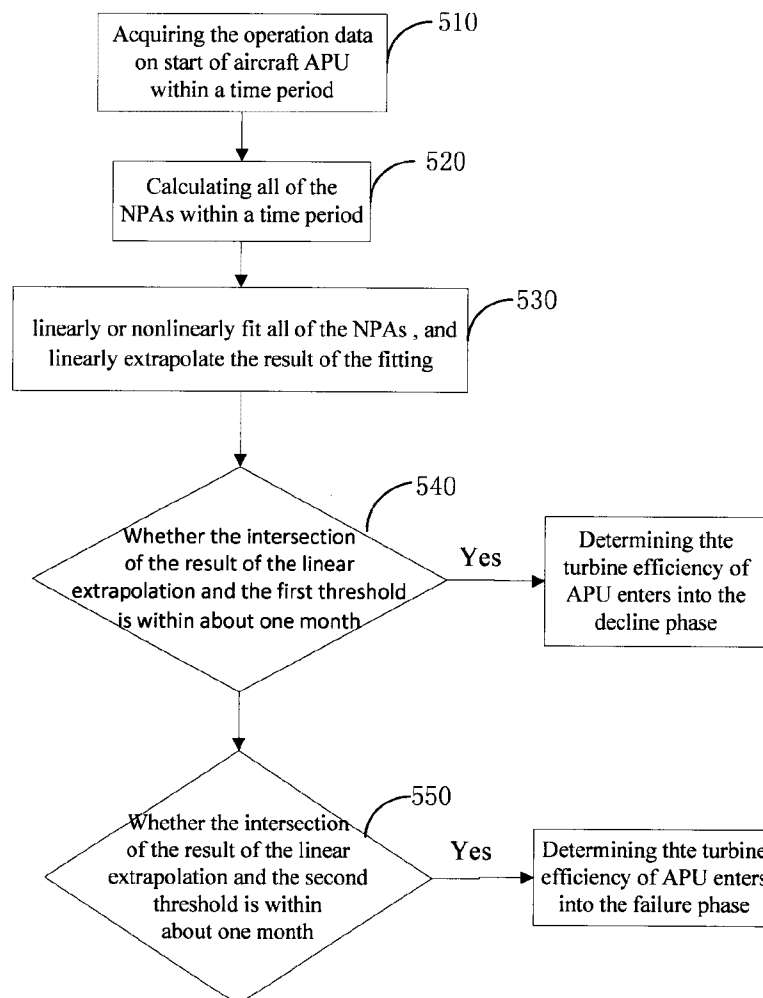 510
Acquiring the operation data
on start of aircraft APU
within a time period
520
Calculating all of the
NPAs within a time period
530
linearly or nonlinearly fit all of the NPAs , and
linearly extrapolate the result of the fitting
540
Whether the intersection
of the result of the linear
extrapolation and the first threshold
is within about one month
Yes
Determining thte
turbine efficiency of
APU enters into the
decline phase
550
Whether the intersection
of the result of the linear
extrapolation and the second
threshold is within
about one month
Yes
Determining thte turbine
efficiency of APU enters
into the failure phase